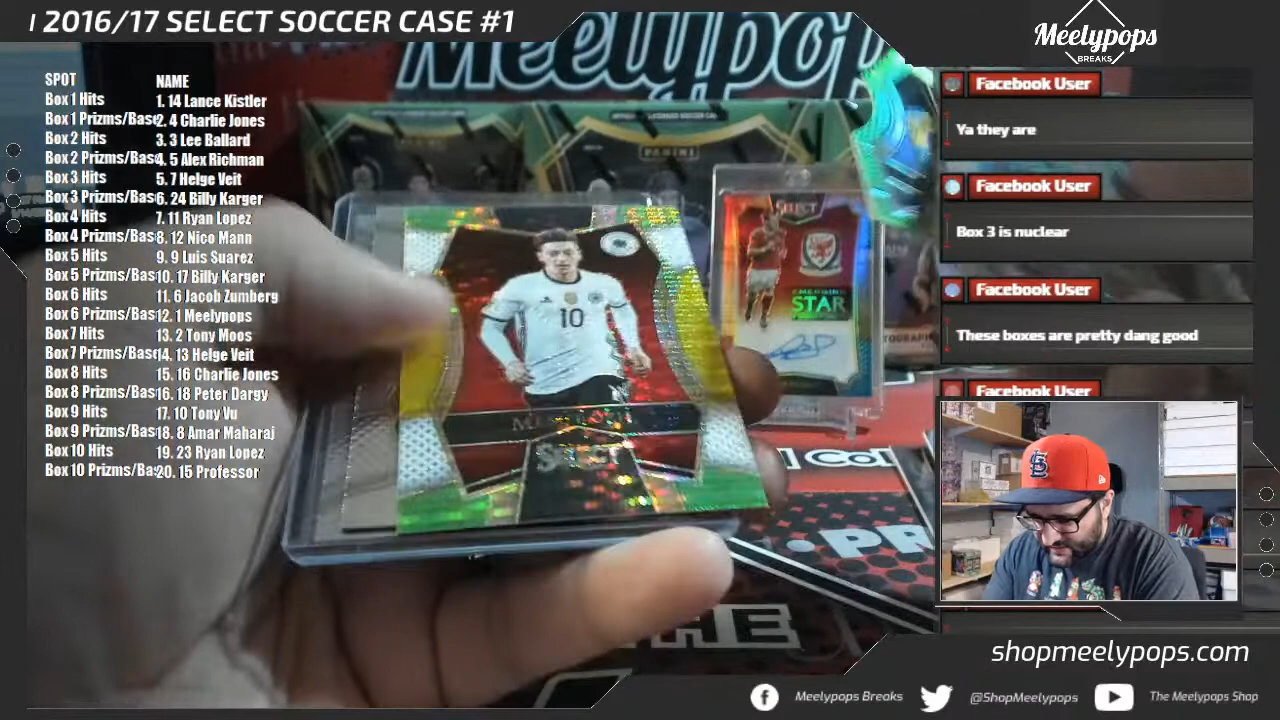 2016/17 SELECT SOCCER CASE #1
Meelypops
BREAKS
SPOT NAME
Box 1 Hits 1. 14 Lance Kistler
Box 1 Prizms/Base 2. 4 Charlie Jones
Box 2 Hits 3. 3 Lee Ballard
Box 2 Prizms/Base 4. 5 Alex Richman
Box 3 Hits 5. 7 Helge Veit
Box 3 Prizms/Base 6. 24 Billy Karger
Box 4 Hits 7. 11 Ryan Lopez
Box 4 Prizms/Base 8. 12 Nico Mann
Box 5 Hits 9. 9 Luis Suarez
Box 5 Prizms/Base 10. 17 Billy Karger
Box 6 Hits 11. 6 Jacob Zumberg
Box 6 Prizms/Base 12. 1 Meelypops
Box 7 Hits 13. 2 Tony Moos
Box 7 Prizms/Base 14. 13 Helge Veit
Box 8 Hits 15. 16 Charlie Jones
Box 8 Prizms/Base 16. 18 Peter Dargy
Box 9 Hits 17. 10 Tony Vu
Box 9 Prizms/Base 18. 8 Amar Maharaj
Box 10 Hits 19. 23 Ryan Lopez
Box 10 Prizms/Base 20. 15 Professor
Meelypop
PANINI
10
SELECT
STAR
THE
Facebook User
Ya they are
Facebook User
Box 3 is nuclear
Facebook User
These boxes are pretty dang good
Facebook User
shopmeelypops.com
Meelypops Breaks
@ShopMeelypops
The Meelypops Shop